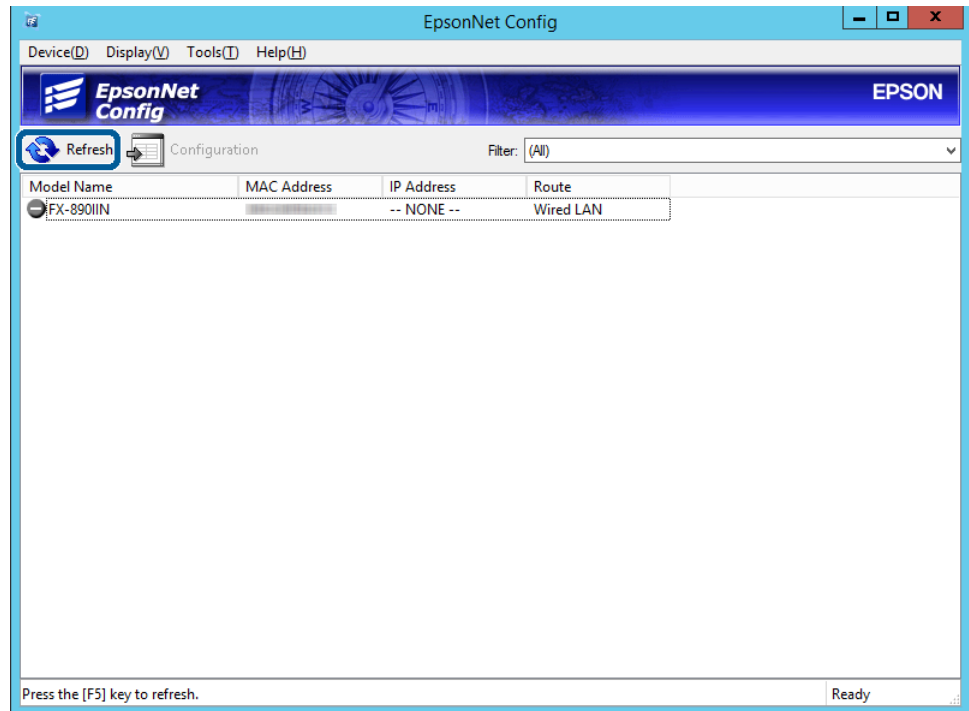 EpsonNet Config
Device(D) Display(V) Tools(T) Help(H)
EpsonNet
Config
EPSON
Refresh Configuration Filter: (All)
Model Name MAC Address IP Address Route
FX-890IIN -- NONE -- Wired LAN
Press the [F5] key to refresh. Ready